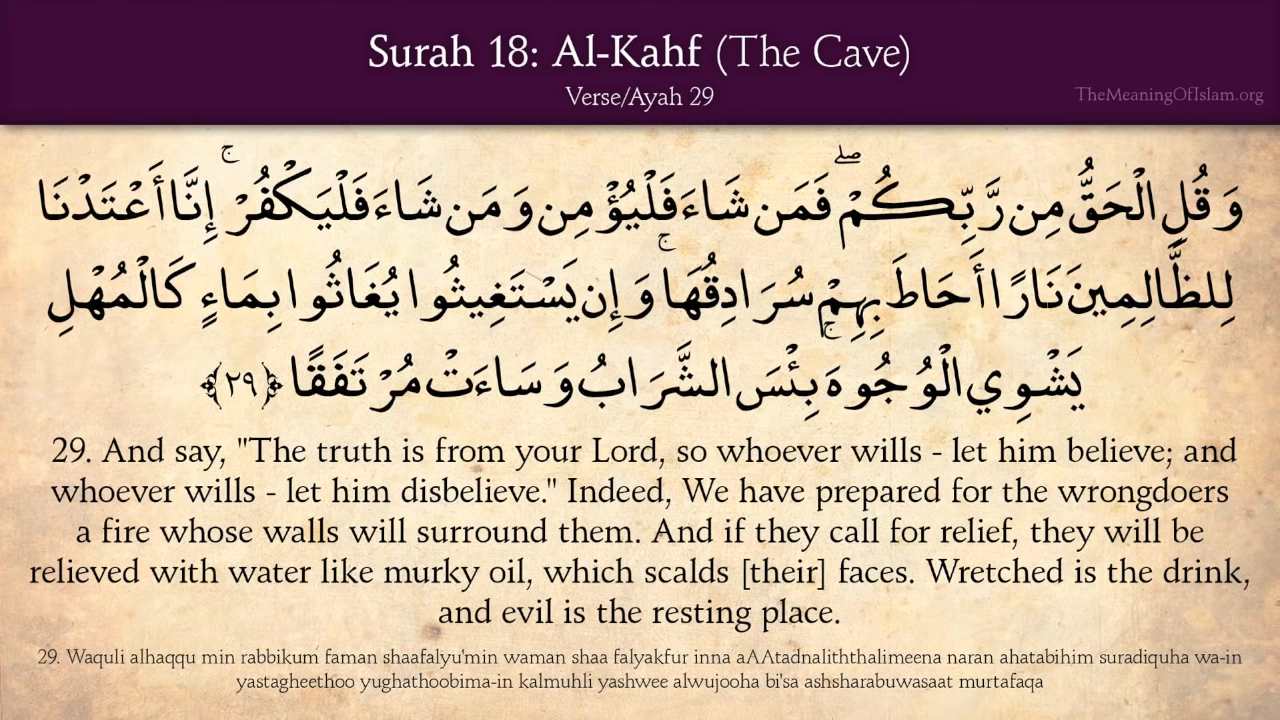 Surah 18: Al-Kahf (The Cave)
Verse/Ayah 29
TheMeaningOfIslam.org
وَقُلِ الْحَقُّ مِن رَّبِّكُمْ ۖ فَمَن شَاءَ فَلْيُؤْمِن وَمَن شَاءَ فَلْيَكْفُرْ ۚ إِنَّا أَعْتَدْنَا
لِلظَّالِمِينَ نَارًا أَحَاطَ بِهِمْ سُرَادِقُهَا ۚ وَإِن يَسْتَغِيثُوا يُغَاثُوا بِمَاءٍ كَالْمُهْلِ
يَشْوِي الْوُجُوهَ ۚ بِئْسَ الشَّرَابُ وَسَاءَتْ مُرْتَفَقًا ﴿٢٩﴾
29. And say, "The truth is from your Lord, so whoever wills - let him believe; and
whoever wills - let him disbelieve." Indeed, We have prepared for the wrongdoers
a fire whose walls will surround them. And if they call for relief, they will be
relieved with water like murky oil, which scalds [their] faces. Wretched is the drink,
and evil is the resting place.
29. Waquli alhaqqu min rabbikum faman shaafalyu'min waman shaa falyakfur inna aAAtadnaliththalimeena naran ahatabihim suradiquha wa-in
yastagheethoo yughathoobima-in kalmuhli yashwee alwujooha bi'sa ashsharabuwasaat murtafaqa